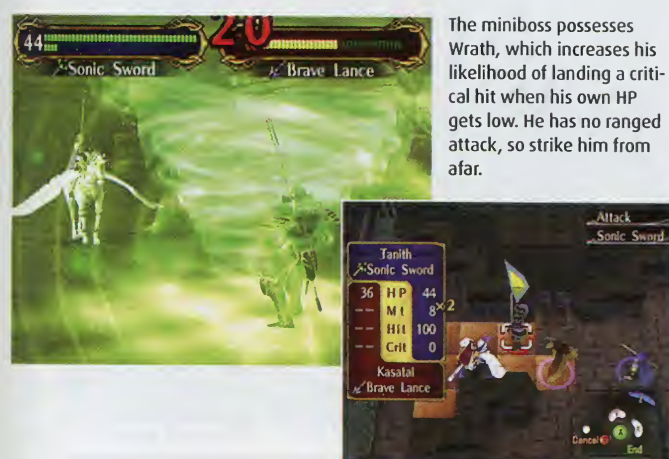 44
20
Sonic Sword
Brave Lance
The miniboss possesses
Wrath, which increases his
likelihood of landing a criti-
cal hit when his own HP
gets low. He has no ranged
attack, so strike him from
afar.
Attack
Sonic Sword
Tanith
Sonic Sword
36 HP 44
-- Mt 8 ×2
-- Hit 100
-- Crit 0
Kasatal
Brave Lance
A
Cancel B
End